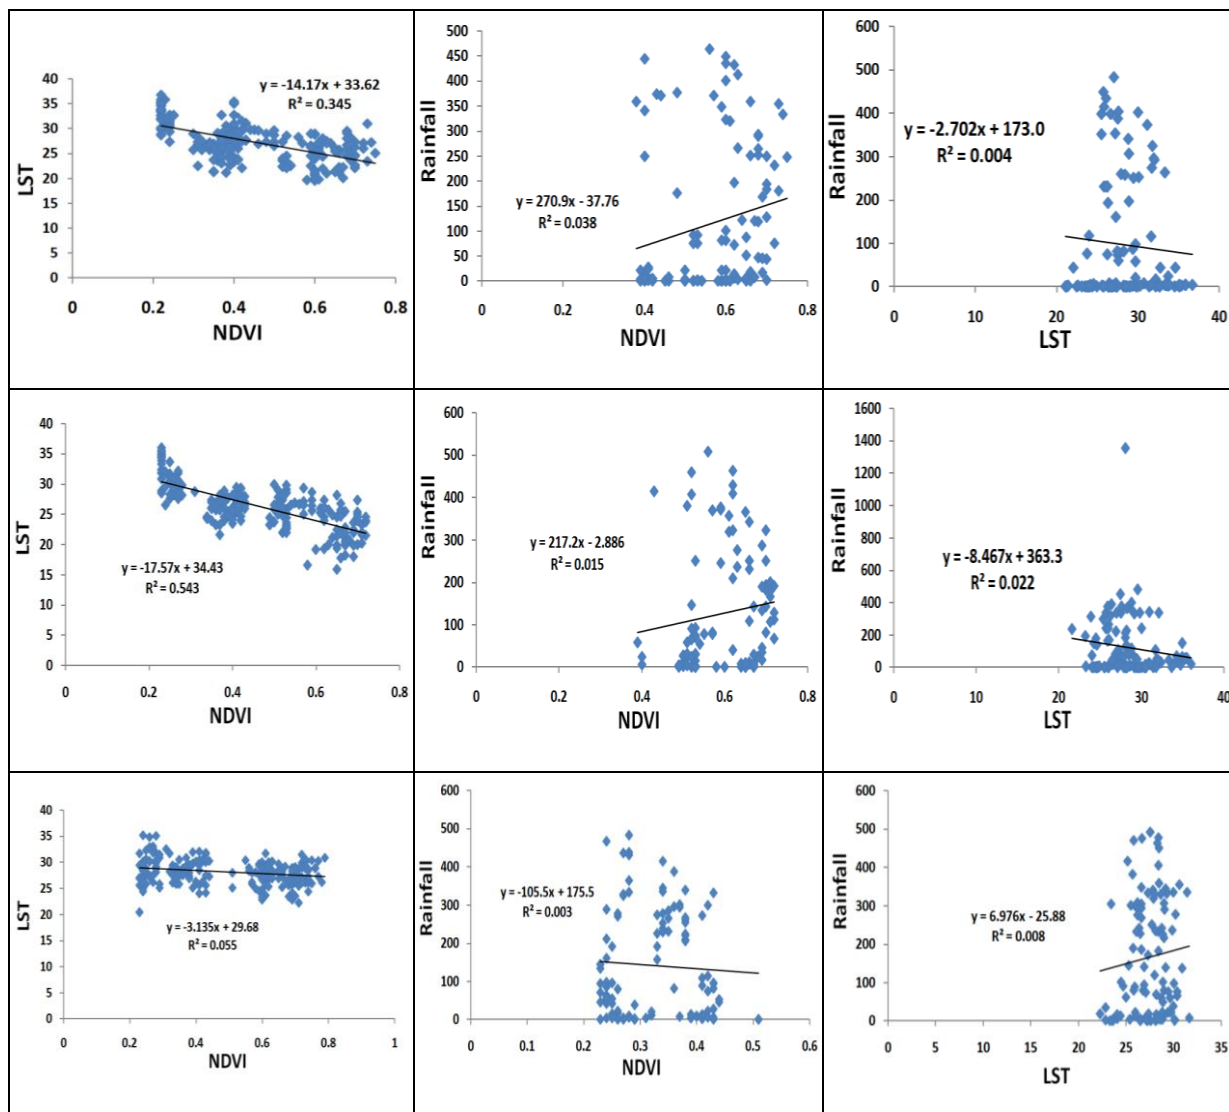 40
35
30
25
20
15
10
5
0
LST
y = -14.17x + 33.62
R² = 0.345
0 0.2 0.4 0.6 0.8
NDVI
500
450
400
350
300
250
200
150
100
50
0
Rainfall
y = 270.9x - 37.76
R² = 0.038
0 0.2 0.4 0.6 0.8
NDVI
600
500
400
300
200
100
0
Rainfall
y = -2.702x + 173.0
R² = 0.004
0 10 20 30 40
LST
40
35
30
25
20
15
10
5
0
LST
y = -17.57x + 34.43
R² = 0.543
0 0.2 0.4 0.6 0.8
NDVI
600
500
400
300
200
100
0
Rainfall
y = 217.2x - 2.886
R² = 0.015
0 0.2 0.4 0.6 0.8
NDVI
1600
1400
1200
1000
800
600
400
200
0
Rainfall
y = -8.467x + 363.3
R² = 0.022
0 10 20 30 40
LST
40
35
30
25
20
15
10
5
0
LST
y = -3.135x + 29.68
R² = 0.055
0 0.2 0.4 0.6 0.8 1
NDVI
600
500
400
300
200
100
0
Rainfall
y = -105.5x + 175.5
R² = 0.003
0 0.1 0.2 0.3 0.4 0.5 0.6
NDVI
600
500
400
300
200
100
0
Rainfall
y = 6.976x - 25.88
R² = 0.008
0 5 10 15 20 25 30 35
LST